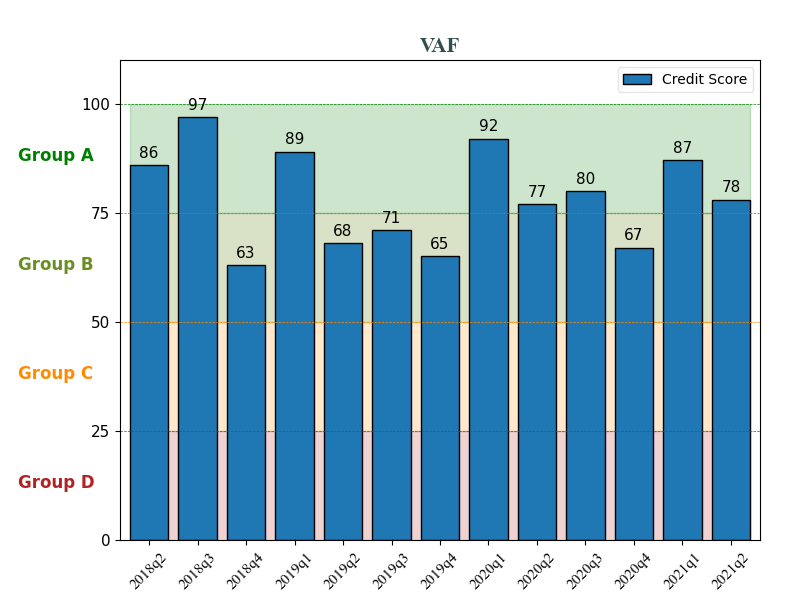 VAF
Credit Score
100
75
50
25
0
Group A
Group B
Group C
Group D
86
97
63
89
68
71
65
92
77
80
67
87
78
2018q2
2018q3
2018q4
2019q1
2019q2
2019q3
2019q4
2020q1
2020q2
2020q3
2020q4
2021q1
2021q2